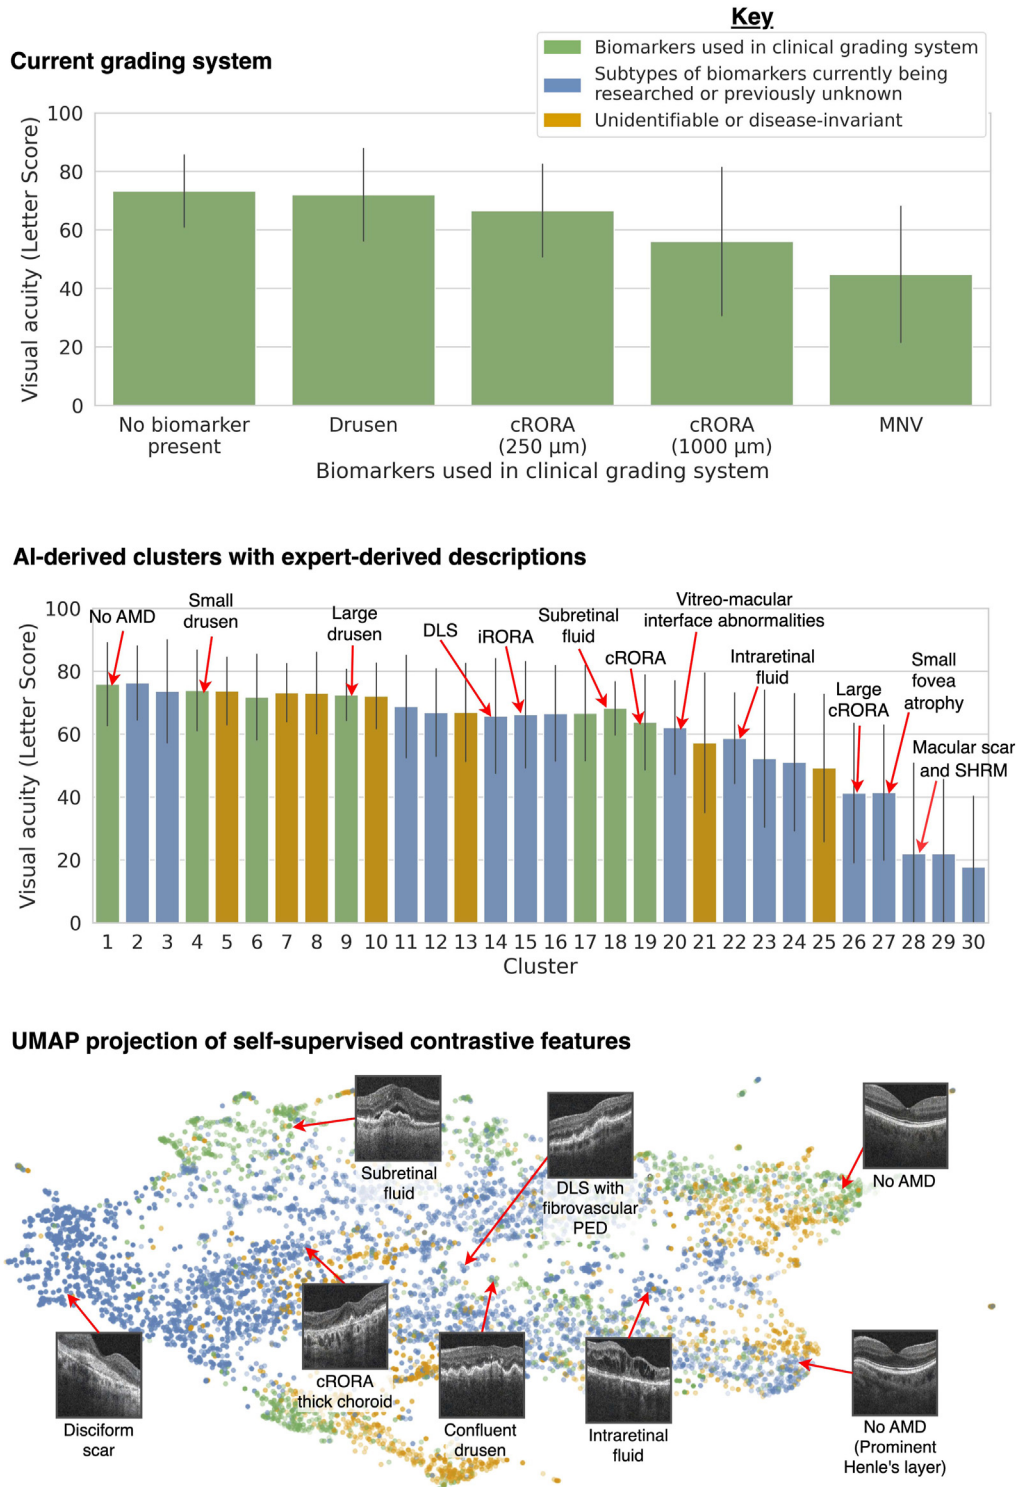 Key
Biomarkers used in clinical grading system
Subtypes of biomarkers currently being
researched or previously unknown
Unidentifiable or disease-invariant
Current grading system
Visual acuity (Letter Score)
100
80
60
40
20
0
No biomarker
present
Drusen
cRORA
(250 µm)
cRORA
(1000 µm)
MNV
Biomarkers used in clinical grading system
AI-derived clusters with expert-derived descriptions
Visual acuity (Letter Score)
100
80
60
40
20
0
No AMD
Small
drusen
Large
drusen
DLS
iRORA
Subretinal
fluid
cRORA
Vitreo-macular
interface abnormalities
Intraretinal
fluid
Large
cRORA
Small
fovea
atrophy
Macular scar
and SHRM
1 2 3 4 5 6 7 8 9 10 11 12 13 14 15 16 17 18 19 20 21 22 23 24 25 26 27 28 29 30
Cluster
UMAP projection of self-supervised contrastive features
Subretinal
fluid
DLS with
fibrovascular
PED
No AMD
Disciform
scar
cRORA
thick choroid
Confluent
drusen
Intraretinal
fluid
No AMD
(Prominent
Henle's layer)